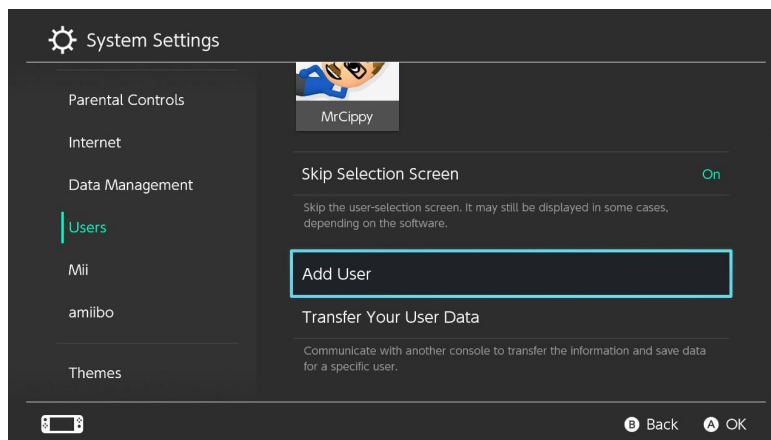 System Settings
Parental Controls
Internet
Data Management
Users
Mii
amiibo
Themes
MrCippy
Skip Selection Screen On
Skip the user-selection screen. It may still be displayed in some cases,
depending on the software.
Add User
Transfer Your User Data
Communicate with another console to transfer the information and save data
for a specific user.
B Back A OK